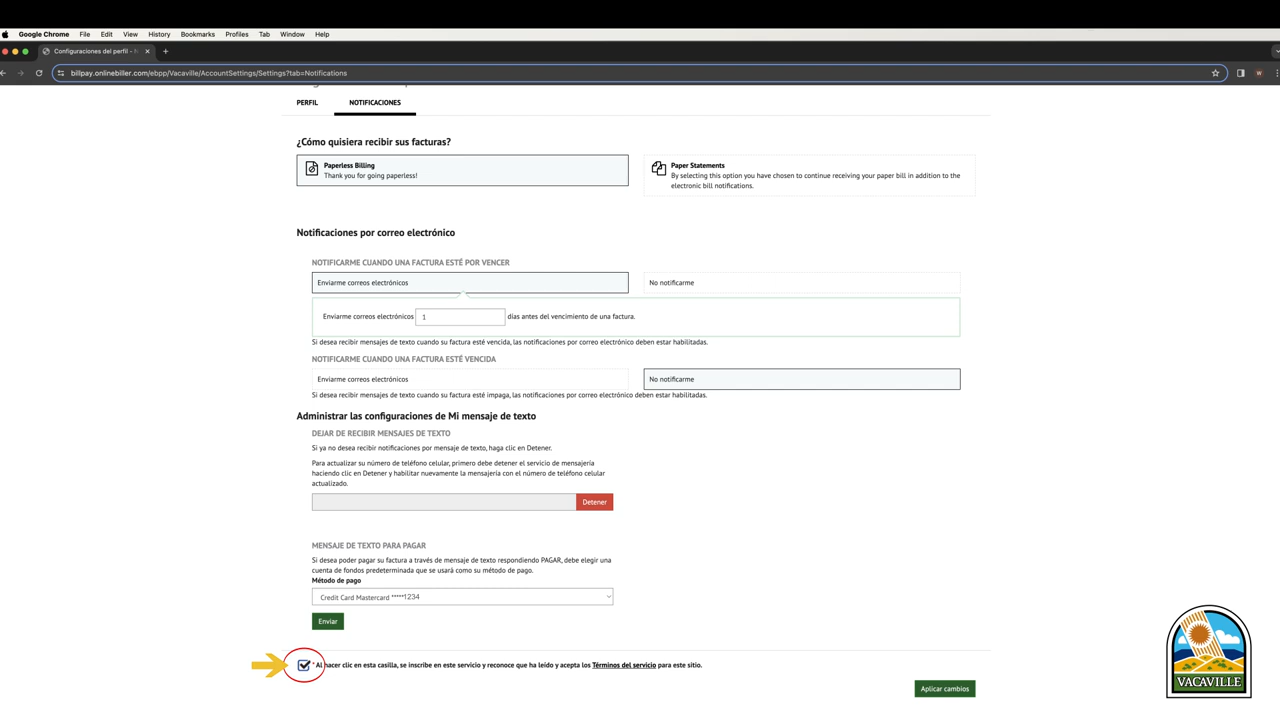 Google Chrome File Edit View History Bookmarks Profiles Tab Window Help
Configuraciones del perfil -
billpay.onlinebiller.com/ebpp/Vacaville/AccountSettings/Settings?tab=Notifications
W
PERFIL NOTIFICACIONES
¿Cómo quisiera recibir sus facturas?
Paperless Billing
Thank you for going paperless!
Paper Statements
By selecting this option you have chosen to continue receiving your paper bill in addition to the
electronic bill notifications.
Notificaciones por correo electrónico
NOTIFICARME CUANDO UNA FACTURA ESTÉ POR VENCER
Enviarme correos electrónicos No notificarme
Enviarme correos electrónicos 1 días antes del vencimiento de una factura.
Si desea recibir mensajes de texto cuando su factura esté vencida, las notificaciones por correo electrónico deben estar habilitadas.
NOTIFICARME CUANDO UNA FACTURA ESTÉ VENCIDA
Enviarme correos electrónicos No notificarme
Si desea recibir mensajes de texto cuando su factura esté impaga, las notificaciones por correo electrónico deben estar habilitadas.
Administrar las configuraciones de Mi mensaje de texto
DEJAR DE RECIBIR MENSAJES DE TEXTO
Si ya no desea recibir notificaciones por mensaje de texto, haga clic en Detener.
Para actualizar su número de teléfono celular, primero debe detener el servicio de mensajería
haciendo clic en Detener y habilitar nuevamente la mensajería con el número de teléfono celular
actualizado.
Detener
MENSAJE DE TEXTO PARA PAGAR
Si desea poder pagar su factura a través de mensaje de texto respondiendo PAGAR, debe elegir una
cuenta de fondos predeterminada que se usará como su método de pago.
Método de pago
Credit Card Mastercard *****1234
Enviar
* Al hacer clic en esta casilla, se inscribe en este servicio y reconoce que ha leído y acepta los Términos del servicio para este sitio.
Aplicar cambios
VACAVILLE